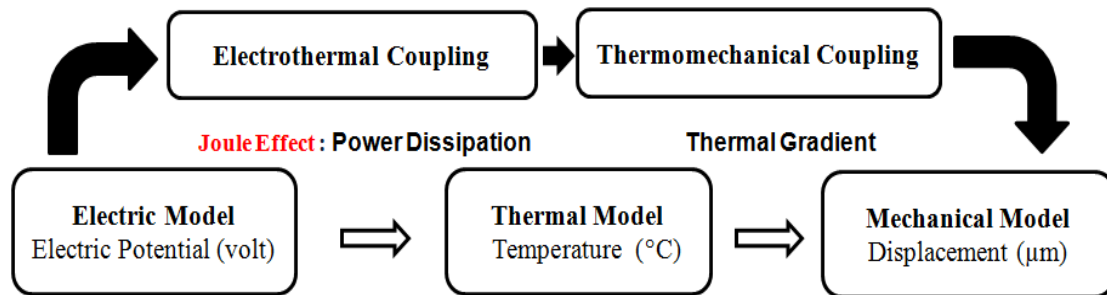 Electrothermal Coupling
Thermomechanical Coupling
Joule Effect : Power Dissipation
Thermal Gradient
Electric Model
Electric Potential (volt)
Thermal Model
Temperature (°C)
Mechanical Model
Displacement (µm)